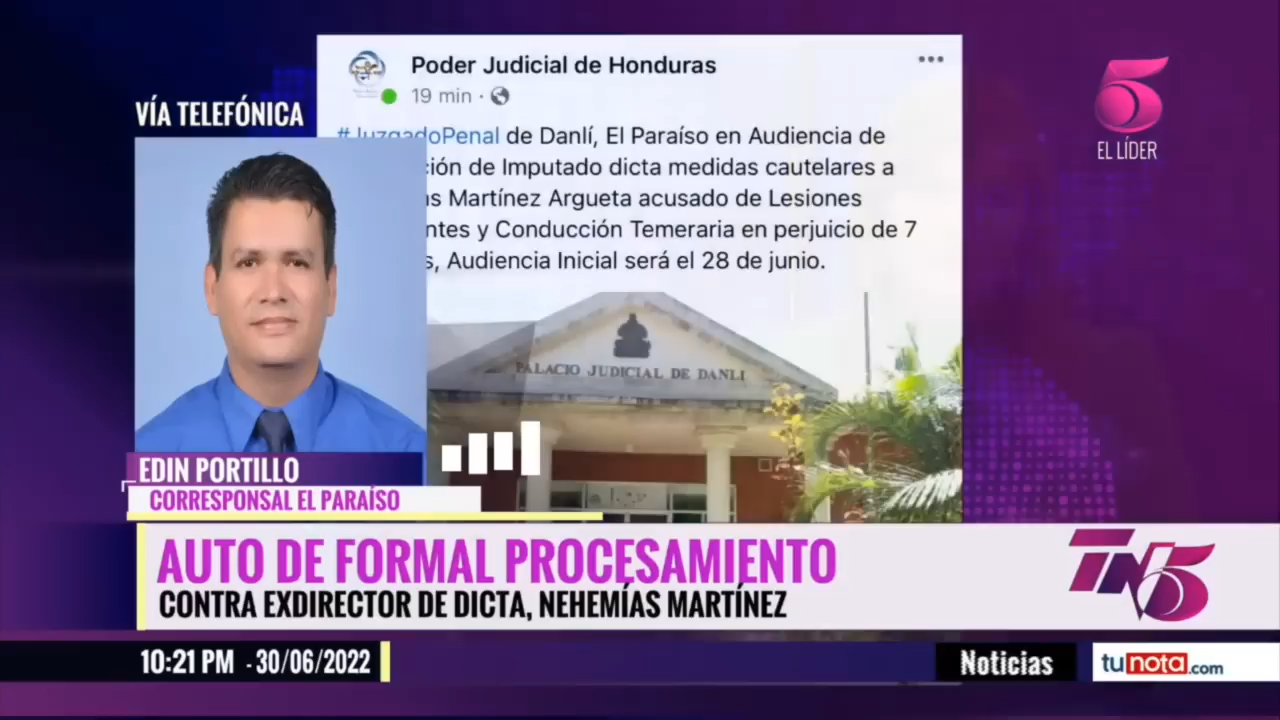 Poder Judicial de Honduras
19 min ·
5
EL LÍDER
VÍA TELEFÓNICA
#JuzgadoPenal de Danlí, El Paraíso en Audiencia de
ción de Imputado dicta medidas cautelares a
as Martínez Argueta acusado de Lesiones
ntes y Conducción Temeraria en perjuicio de 7
s, Audiencia Inicial será el 28 de junio.
PALACIO JUDICIAL DE DANLI
EDIN PORTILLO
CORRESPONSAL EL PARAÍSO
AUTO DE FORMAL PROCESAMIENTO
CONTRA EXDIRECTOR DE DICTA, NEHEMÍAS MARTÍNEZ
TN5
10:21 PM - 30/06/2022
Noticias
tunota.com